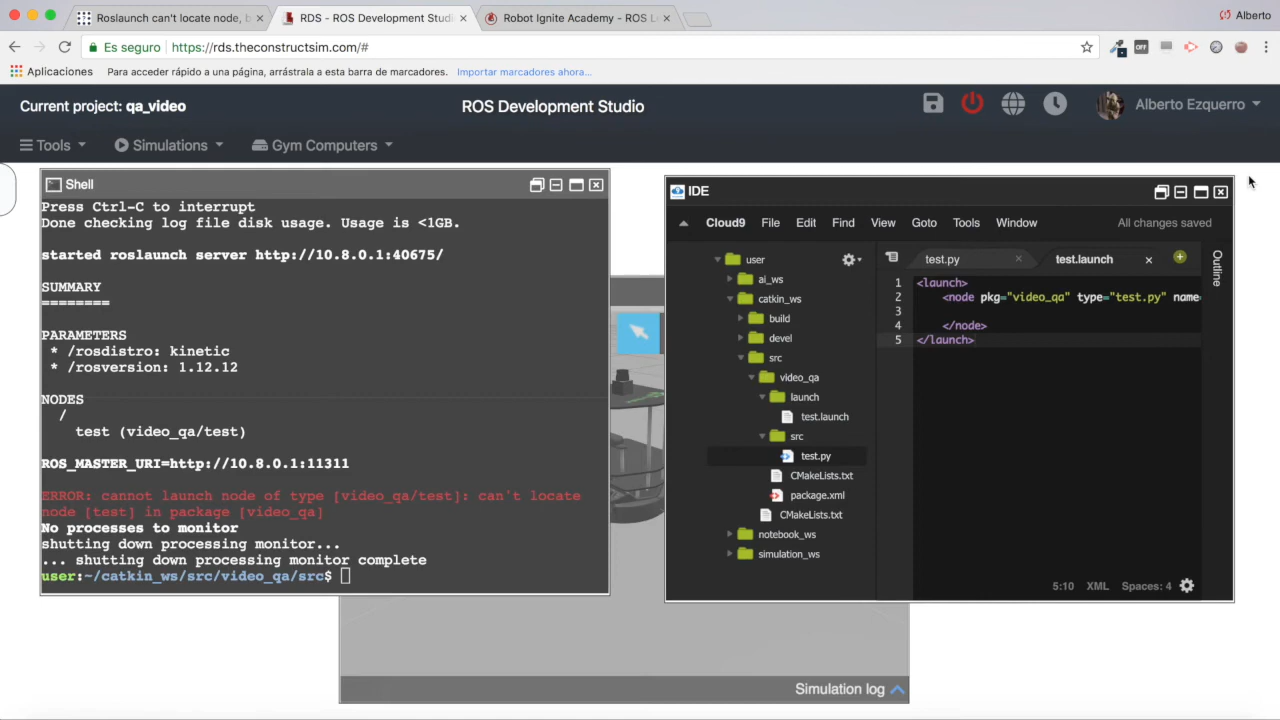 Roslaunch can't locate node, b
RDS - ROS Development Studi
Robot Ignite Academy - ROS L
Alberto
Es seguro
https://rds.theconstructsim.com/#
OFF
Aplicaciones
Para acceder rápido a una página, arrástrala a esta barra de marcadores.
Importar marcadores ahora...
Current project: qa_video
ROS Development Studio
Alberto Ezquerro
Tools
Simulations
Gym Computers
Shell
Press Ctrl-C to interrupt
Done checking log file disk usage. Usage is <1GB.
started roslaunch server http://10.8.0.1:40675/
SUMMARY
========
PARAMETERS
* /rosdistro: kinetic
* /rosversion: 1.12.12
NODES
/
test (video_qa/test)
ROS_MASTER_URI=http://10.8.0.1:11311
ERROR: cannot launch node of type [video_qa/test]: can't locate
node [test] in package [video_qa]
No processes to monitor
shutting down processing monitor...
... shutting down processing monitor complete
user:~/catkin_ws/src/video_qa/src$
IDE
Cloud9
File
Edit
Find
View
Goto
Tools
Window
All changes saved
user
ai_ws
catkin_ws
build
devel
src
video_qa
launch
test.launch
src
test.py
CMakeLists.txt
package.xml
CMakeLists.txt
notebook_ws
simulation_ws
test.py
test.launch
Outline
1 <launch>
2 <node pkg="video_qa" type="test.py" name=
3
4 </node>
5 </launch>
5:10
XML
Spaces: 4
Simulation log